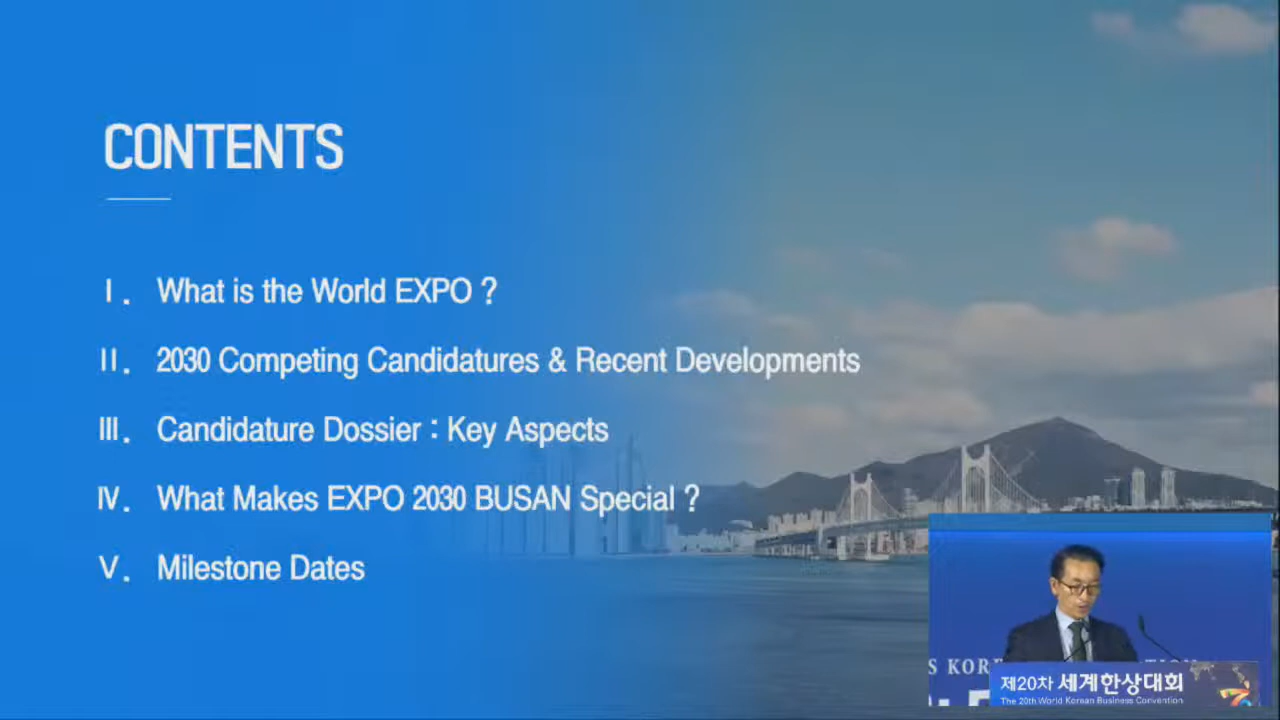 CONTENTS
Ⅰ. What is the World EXPO ?
Ⅱ. 2030 Competing Candidatures & Recent Developments
Ⅲ. Candidature Dossier : Key Aspects
Ⅳ. What Makes EXPO 2030 BUSAN Special ?
Ⅴ. Milestone Dates
S KOR
제20차 세계한상대회
The 20th World Korean Business Convention